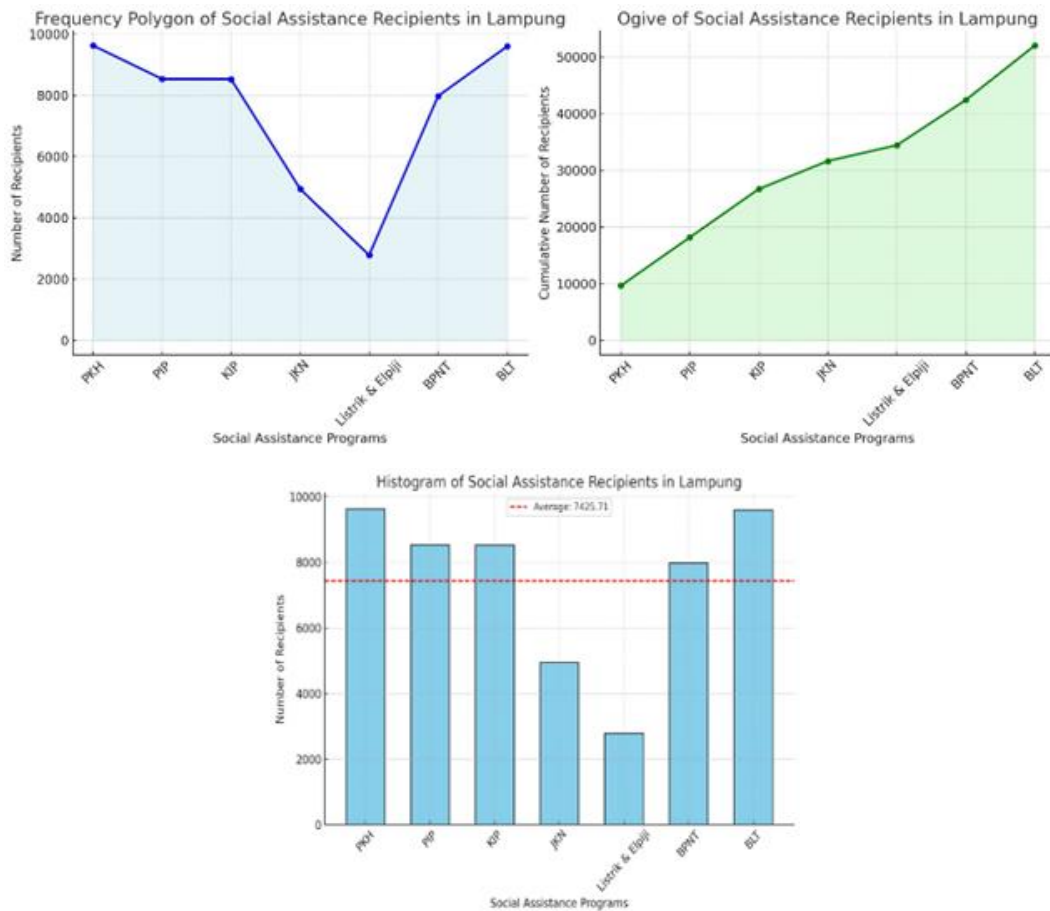 Frequency Polygon of Social Assistance Recipients in Lampung
10000
8000
6000
4000
2000
0
Number of Recipients
PKH
PIP
KIP
JKN
Listrik & Elpiji
BPNT
BLT
Social Assistance Programs
Ogive of Social Assistance Recipients in Lampung
50000
40000
30000
20000
10000
0
Cumulative Number of Recipients
PKH
PIP
KIP
JKN
Listrik & Elpiji
BPNT
BLT
Social Assistance Programs
Histogram of Social Assistance Recipients in Lampung
Average: 7425.71
10000
8000
6000
4000
2000
0
Number of Recipients
PKH
PIP
KIP
JKN
Listrik & Elpiji
BPNT
BLT
Social Assistance Programs